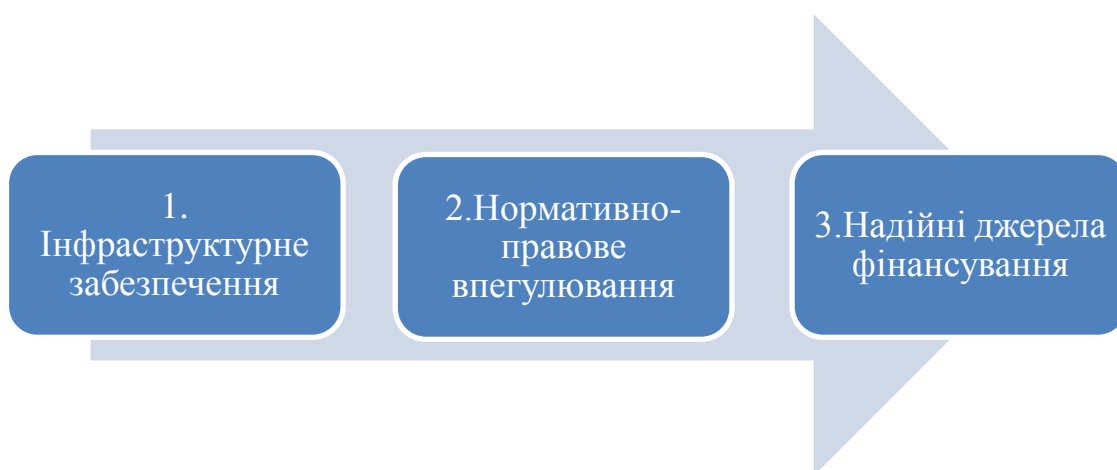 1.
Інфраструктурне
забезпечення
2.Нормативно-
правове
впегулювання
3.Надійні джерела
фінансування